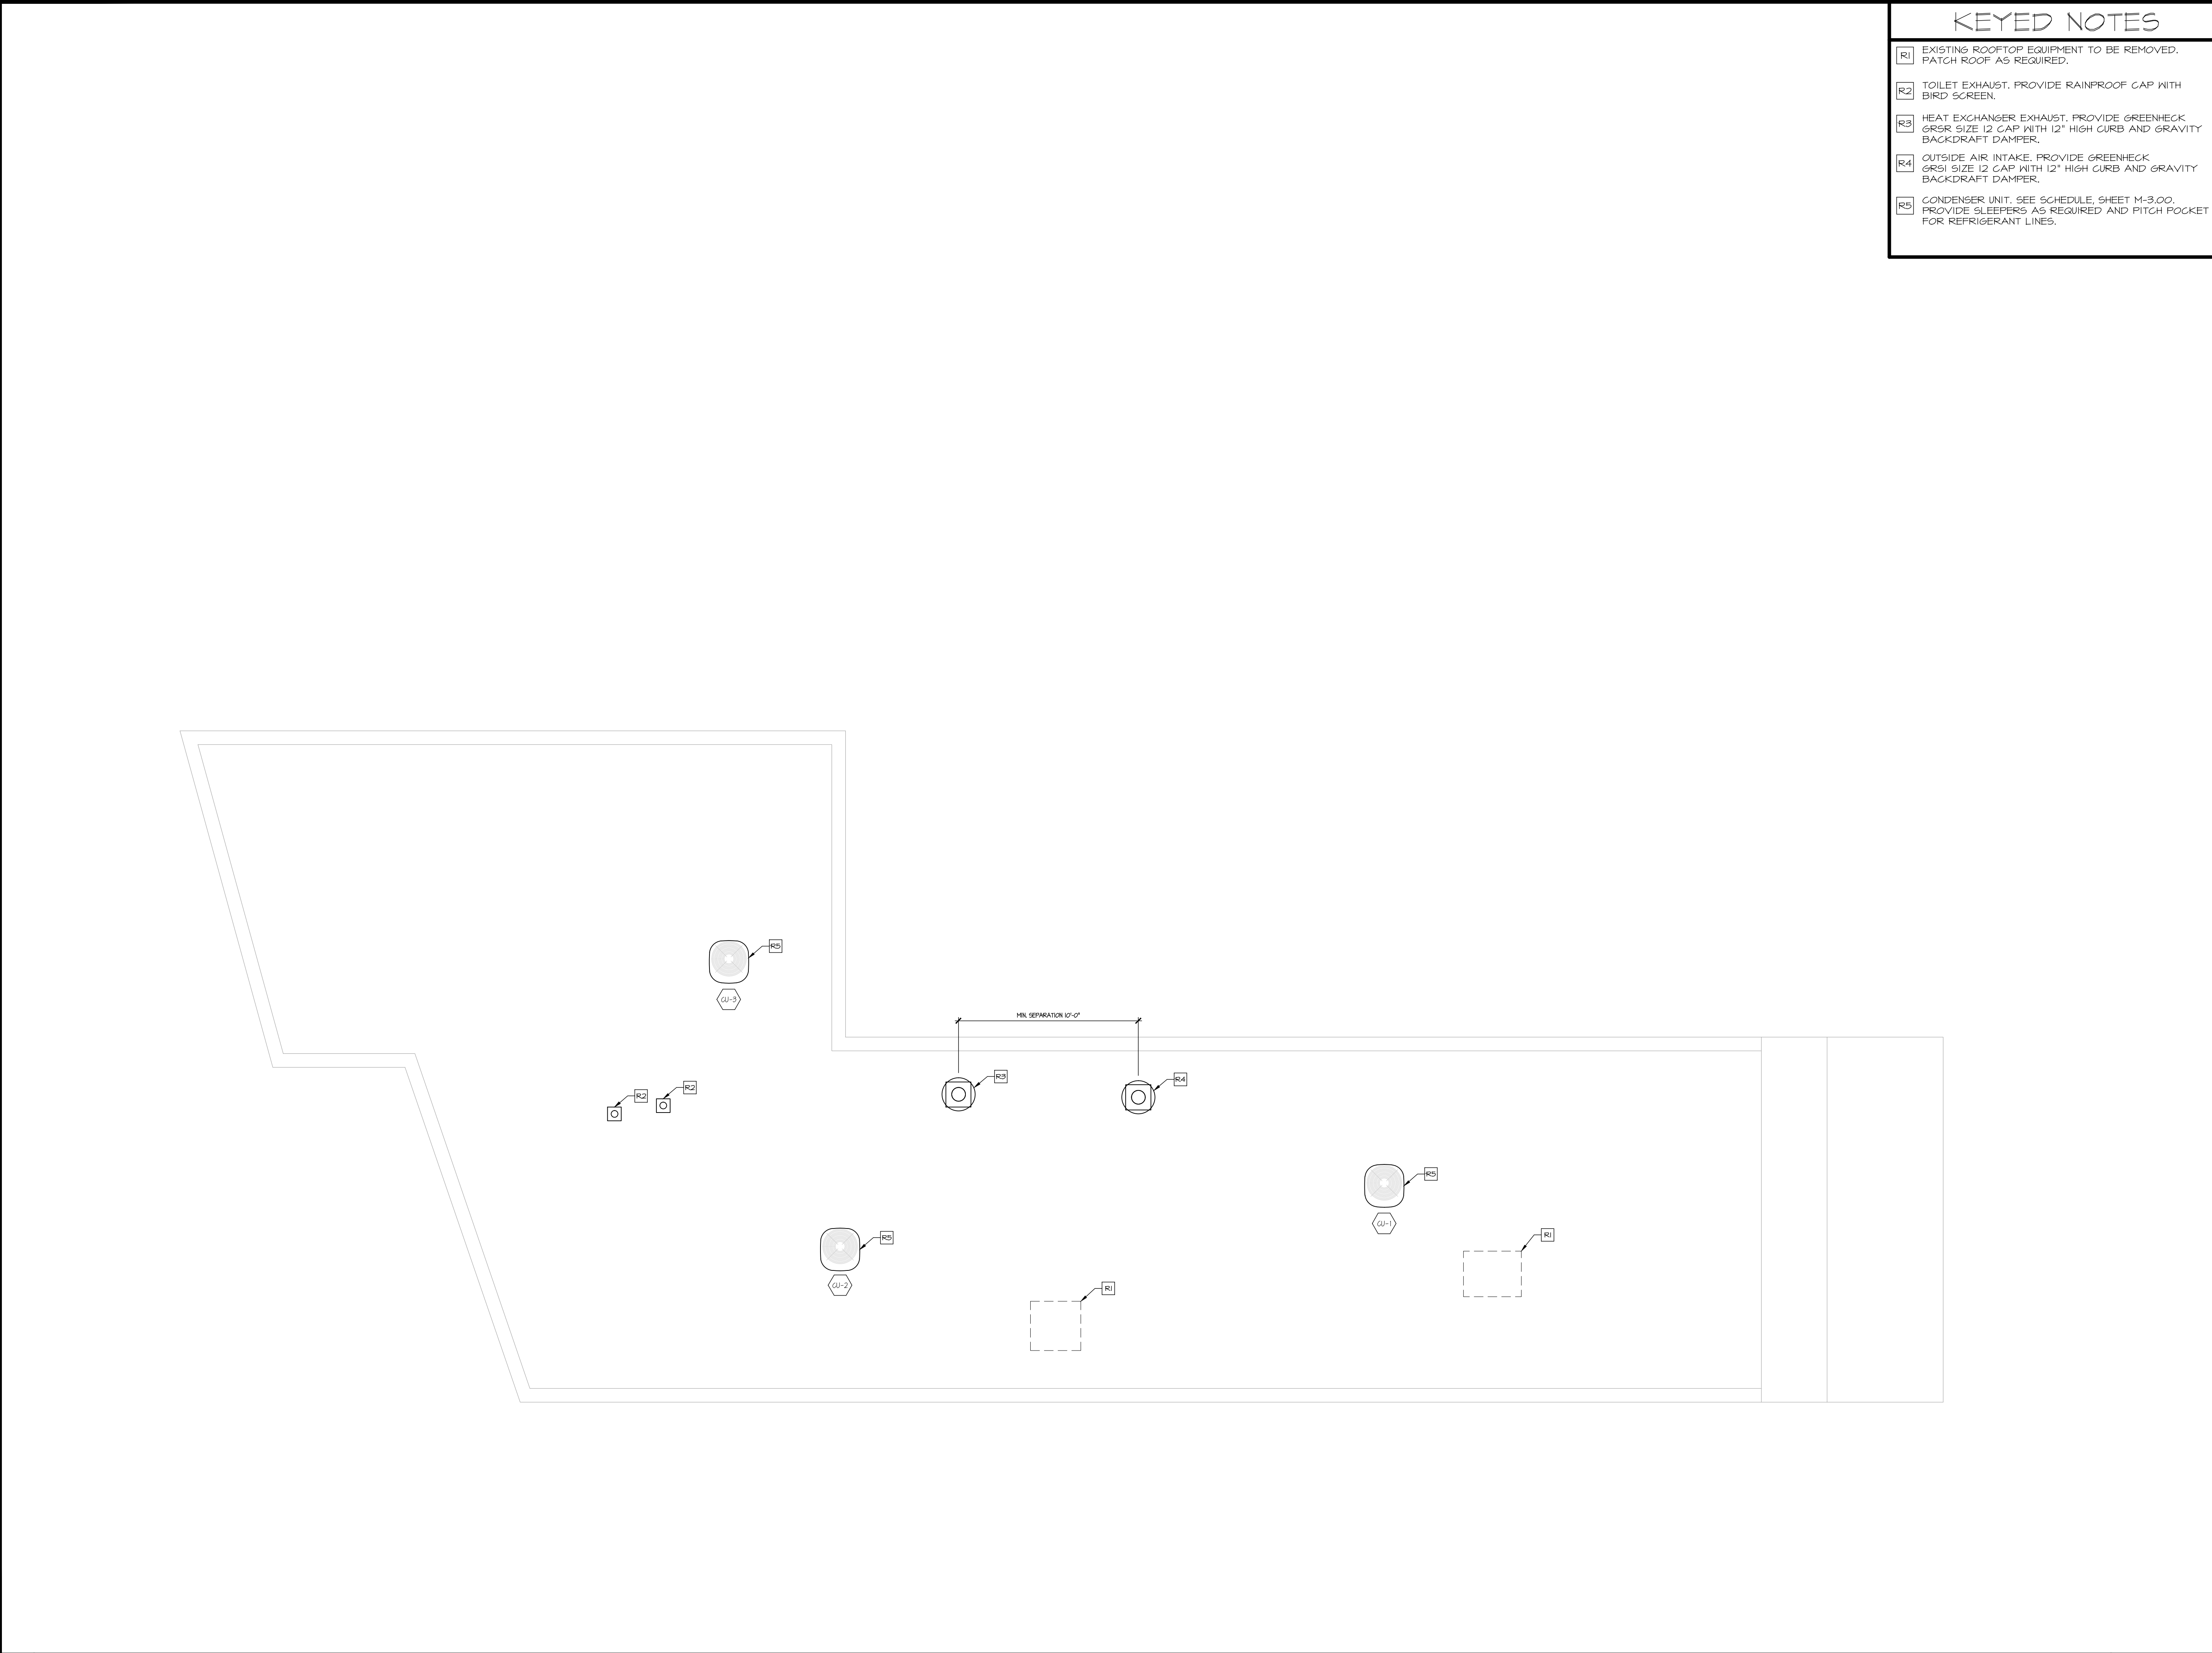 KEYED NOTES
R1 EXISTING ROOFTOP EQUIPMENT TO BE REMOVED.
PATCH ROOF AS REQUIRED.
R2 TOILET EXHAUST. PROVIDE RAINPROOF CAP WITH
BIRD SCREEN.
R3 HEAT EXCHANGER EXHAUST. PROVIDE GREENHECK
GRSR SIZE 12 CAP WITH 12" HIGH CURB AND GRAVITY
BACKDRAFT DAMPER.
R4 OUTSIDE AIR INTAKE. PROVIDE GREENHECK
GRSI SIZE 12 CAP WITH 12" HIGH CURB AND GRAVITY
BACKDRAFT DAMPER.
R5 CONDENSER UNIT. SEE SCHEDULE, SHEET M-3.00.
PROVIDE SLEEPERS AS REQUIRED AND PITCH POCKET
FOR REFRIGERANT LINES.
R5
CU-3
MIN. SEPARATION 10'-0"
R3
R4
R2
R2
R5
CU-1
R5
CU-2
R1
R1